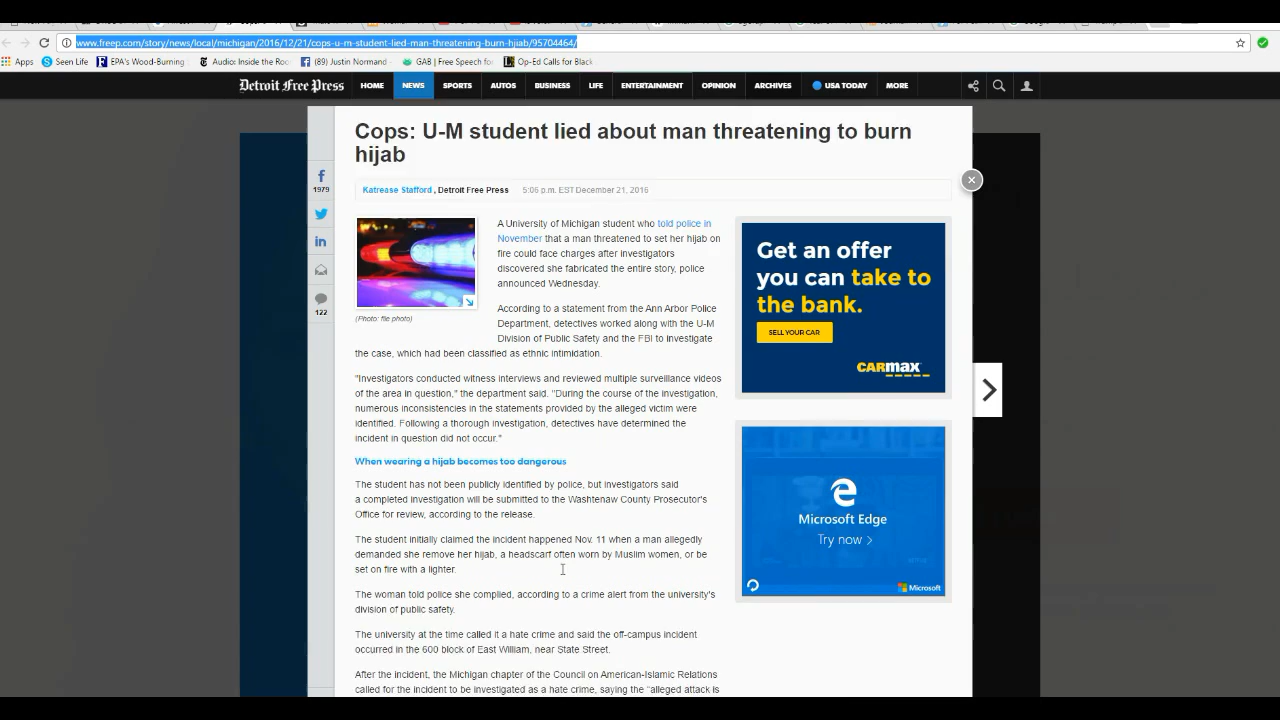 www.freep.com/story/news/local/michigan/2016/12/21/cops-u-m-student-lied-man-threatening-burn-hjiab/95704464/
Apps Seen Life EPA's Wood-Burning Audio: Inside the Ro (89) Justin Normand - GAB | Free Speech fo Op-Ed Calls for Black
Detroit Free Press HOME NEWS SPORTS AUTOS BUSINESS LIFE ENTERTAINMENT OPINION ARCHIVES USA TODAY MORE
Cops: U-M student lied about man threatening to burn
hijab
Katrease Stafford , Detroit Free Press 5:06 p.m. EST December 21, 2016
1979
122
(Photo: file photo)
A University of Michigan student who told police in
November that a man threatened to set her hijab on
fire could face charges after investigators
discovered she fabricated the entire story, police
announced Wednesday.
According to a statement from the Ann Arbor Police
Department, detectives worked along with the U-M
Division of Public Safety and the FBI to investigate
the case, which had been classified as ethnic intimidation.
"Investigators conducted witness interviews and reviewed multiple surveillance videos
of the area in question," the department said. "During the course of the investigation,
numerous inconsistencies in the statements provided by the alleged victim were
identified. Following a thorough investigation, detectives have determined the
incident in question did not occur."
When wearing a hijab becomes too dangerous
The student has not been publicly identified by police, but investigators said
a completed investigation will be submitted to the Washtenaw County Prosecutor's
Office for review, according to the release.
The student initially claimed the incident happened Nov. 11 when a man allegedly
demanded she remove her hijab, a headscarf often worn by Muslim women, or be
set on fire with a lighter.
The woman told police she complied, according to a crime alert from the university's
division of public safety.
The university at the time called it a hate crime and said the off-campus incident
occurred in the 600 block of East William, near State Street.
After the incident, the Michigan chapter of the Council on American-Islamic Relations
called for the incident to be investigated as a hate crime, saying the "alleged attack is
Get an offer
you can take to
the bank.
SELL YOUR CAR
CARMAX
Microsoft Edge
Try now >
Microsoft